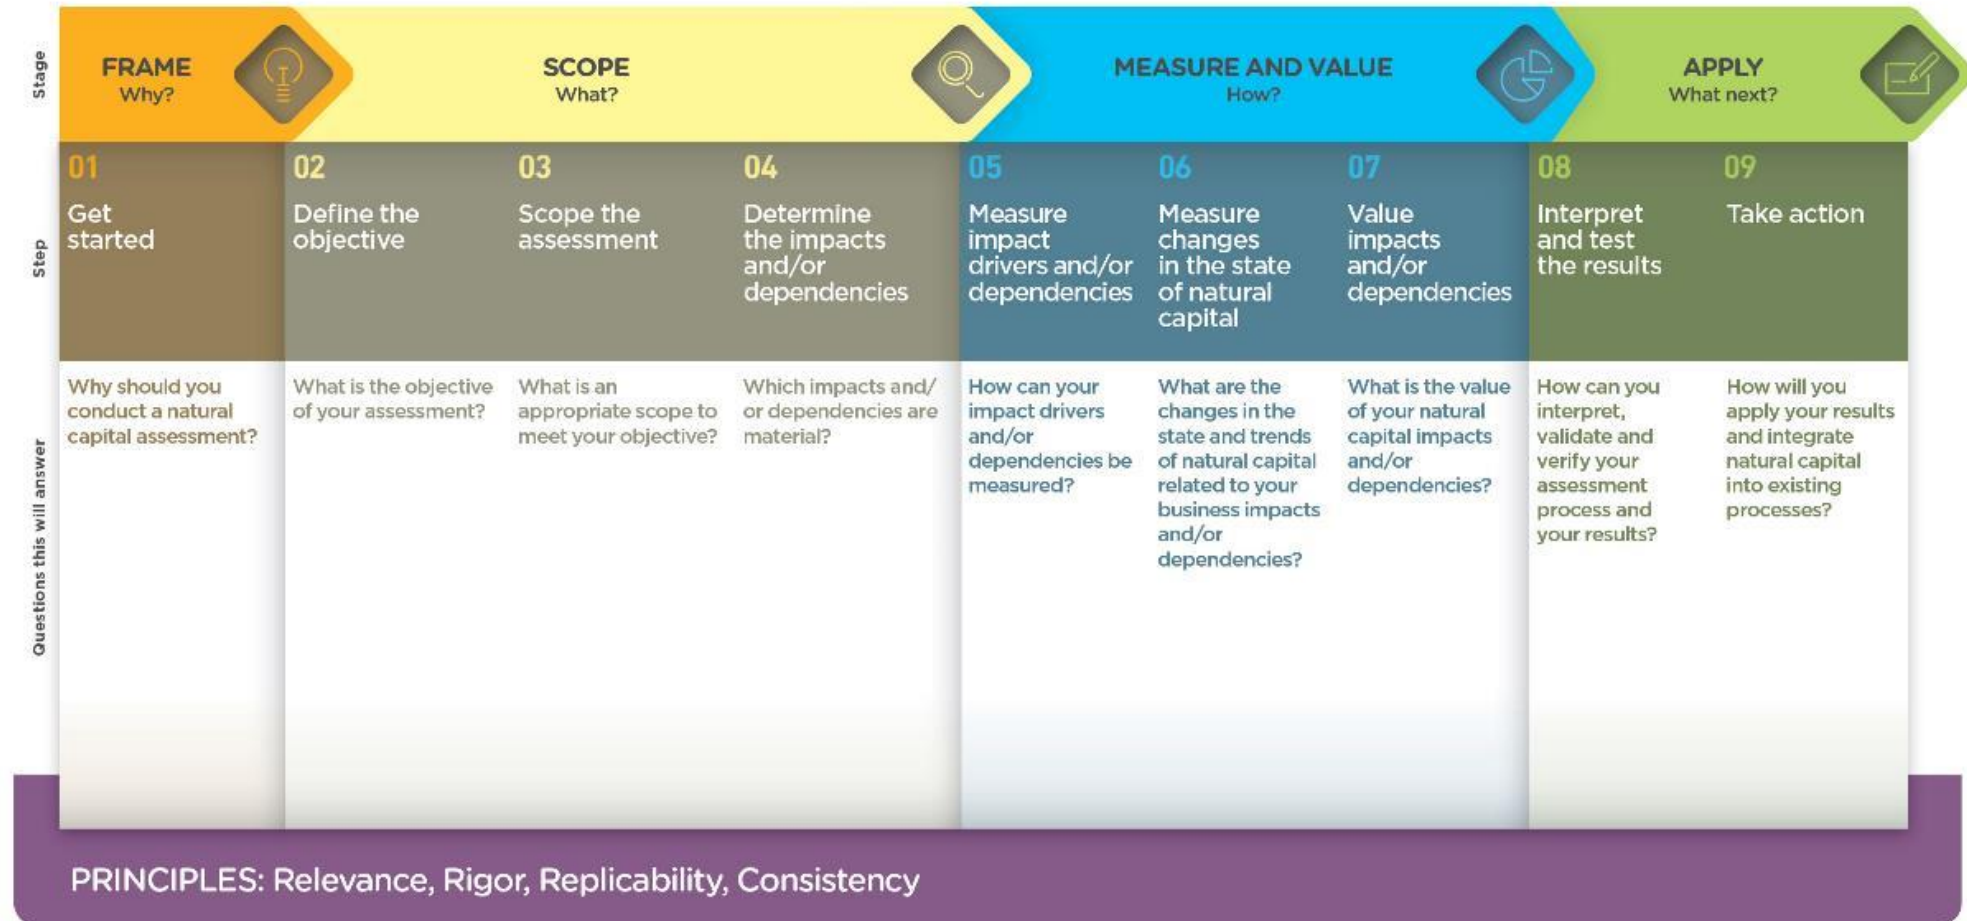 Stage
FRAME
Why?
SCOPE
What?
MEASURE AND VALUE
How?
APPLY
What next?
Step
01
Get
started
02
Define the
objective
03
Scope the
assessment
04
Determine
the impacts
and/or
dependencies
05
Measure
impact
drivers and/or
dependencies
06
Measure
changes
in the state
of natural
capital
07
Value
impacts
and/or
dependencies
08
Interpret
and test
the results
09
Take action
Questions this will answer
Why should you
conduct a natural
capital assessment?
What is the objective
of your assessment?
What is an
appropriate scope to
meet your objective?
Which impacts and/
or dependencies are
material?
How can your
impact drivers
and/or
dependencies be
measured?
What are the
changes in the
state and trends
of natural capital
related to your
business impacts
and/or
dependencies?
What is the value
of your natural
capital impacts
and/or
dependencies?
How can you
interpret,
validate and
verify your
assessment
process and
your results?
How will you
apply your results
and integrate
natural capital
into existing
processes?
PRINCIPLES: Relevance, Rigor, Replicability, Consistency